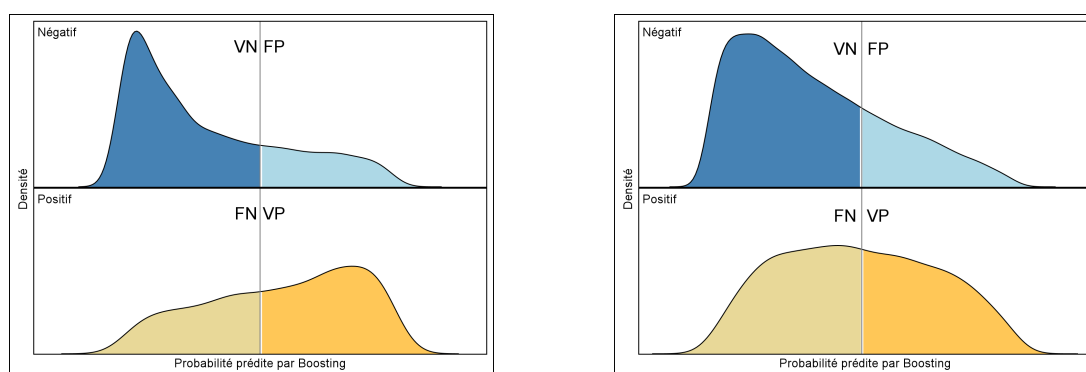 Négatif
VN FP
Densité
Positif
FN VP
Probabilité prédite par Boosting
Négatif
VN FP
Densité
Positif
FN VP
Probabilité prédite par Boosting